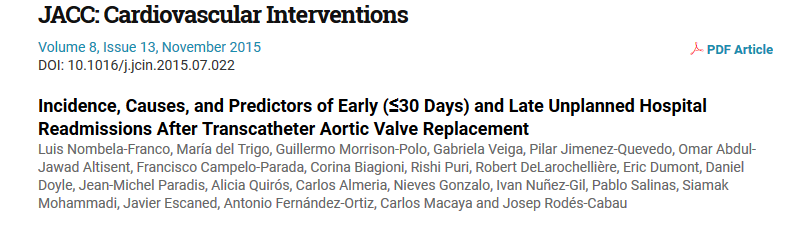 JACC: Cardiovascular Interventions
Volume 8, Issue 13, November 2015
PDF Article
DOI: 10.1016/j.jcin.2015.07.022
Incidence, Causes, and Predictors of Early (≤30 Days) and Late Unplanned Hospital
Readmissions After Transcatheter Aortic Valve Replacement
Luis Nombela-Franco, María del Trigo, Guillermo Morrison-Polo, Gabriela Veiga, Pilar Jimenez-Quevedo, Omar Abdul-
Jawad Altisent, Francisco Campelo-Parada, Corina Biagioni, Rishi Puri, Robert DeLarochellière, Eric Dumont, Daniel
Doyle, Jean-Michel Paradis, Alicia Quirós, Carlos Almeria, Nieves Gonzalo, Ivan Nuñez-Gil, Pablo Salinas, Siamak
Mohammadi, Javier Escaned, Antonio Fernández-Ortiz, Carlos Macaya and Josep Rodés-Cabau